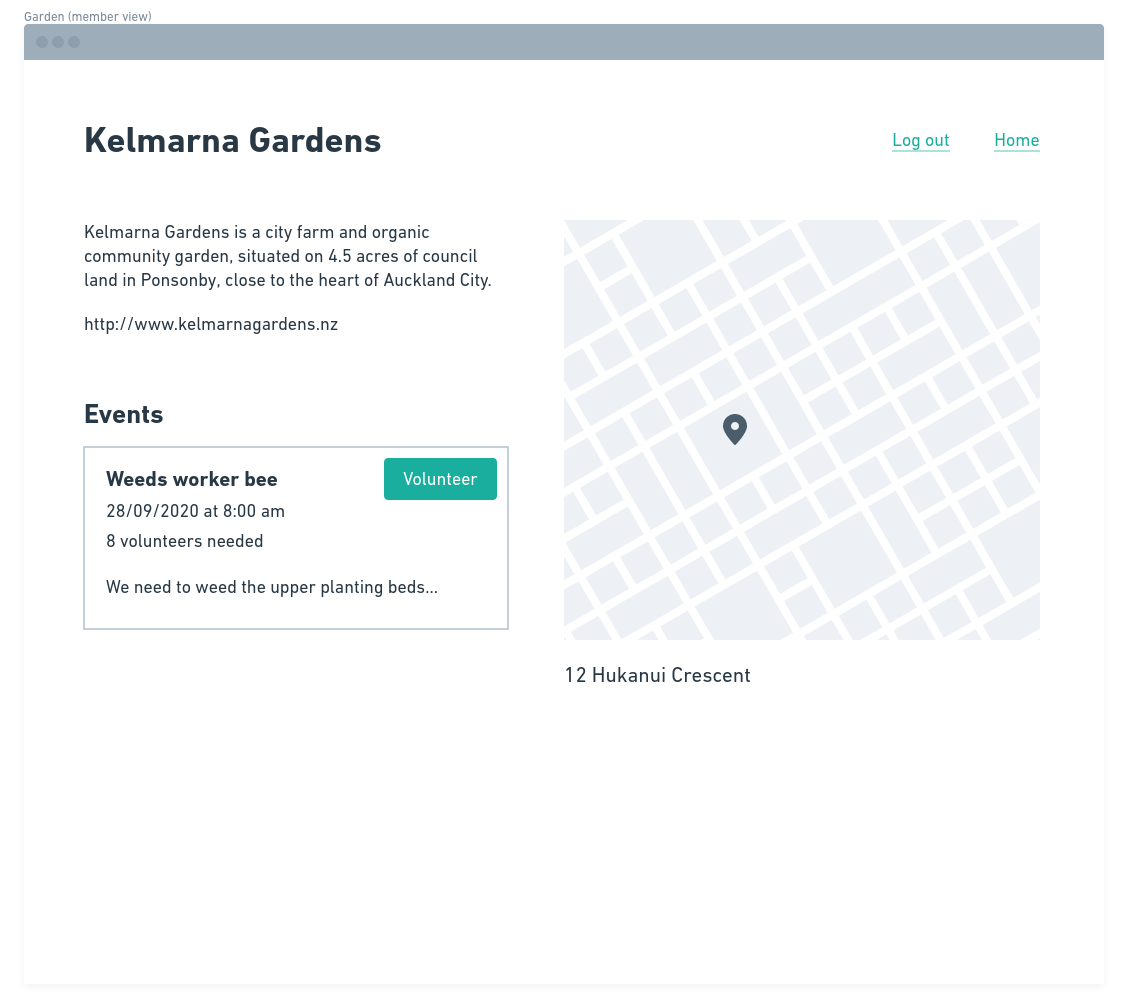 Garden (member view)
Kelmarna Gardens
Log out
Home
Kelmarna Gardens is a city farm and organic
community garden, situated on 4.5 acres of council
land in Ponsonby, close to the heart of Auckland City.
http://www.kelmarnagardens.nz
Events
Weeds worker bee
Volunteer
28/09/2020 at 8:00 am
8 volunteers needed
We need to weed the upper planting beds...
12 Hukanui Crescent